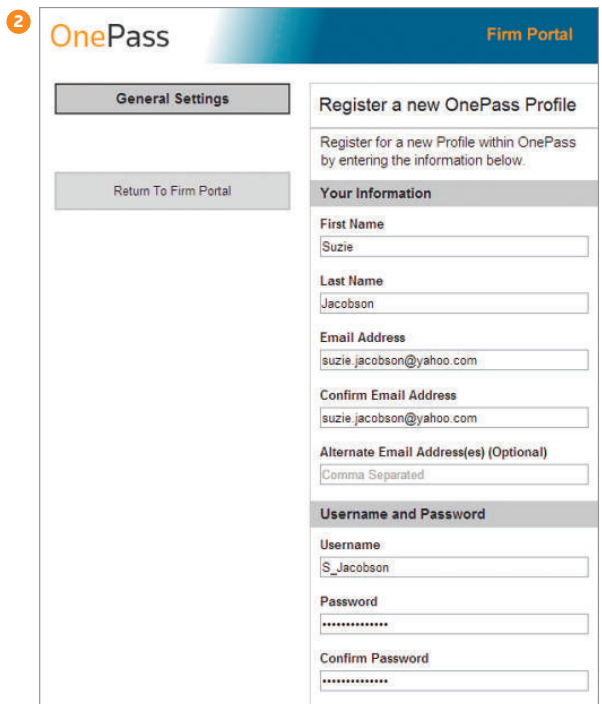 2
OnePass
Firm Portal
General Settings
Return To Firm Portal
Register a new OnePass Profile
Register for a new Profile within OnePass
by entering the information below.
Your Information
First Name
Suzie
Last Name
Jacobson
Email Address
suzie.jacobson@yahoo.com
Confirm Email Address
suzie.jacobson@yahoo.com
Alternate Email Address(es) (Optional)
Comma Separated
Username and Password
Username
S_Jacobson
Password
••••••••••••••
Confirm Password
••••••••••••••